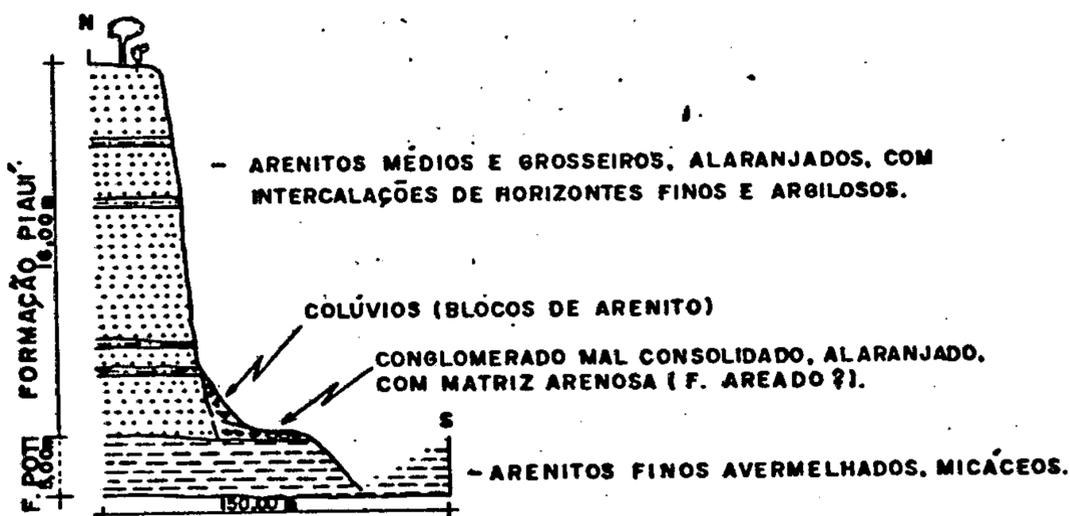 N
- ARENITOS MÉDIOS E GROSSEIROS, ALARANJADOS, COM
INTERCALAÇÕES DE HORIZONTES FINOS E ARGILOSOS.
FORMAÇÃO PIAUÍ
16,00m
COLÚVIOS (BLOCOS DE ARENITO)
CONGLOMERADO MAL CONSOLIDADO, ALARANJADO,
COM MATRIZ ARENOSA (F. AREADO ?).
S
F. POTI
- ARENITOS FINOS AVERMELHADOS, MICÁCEOS.
150,00 m